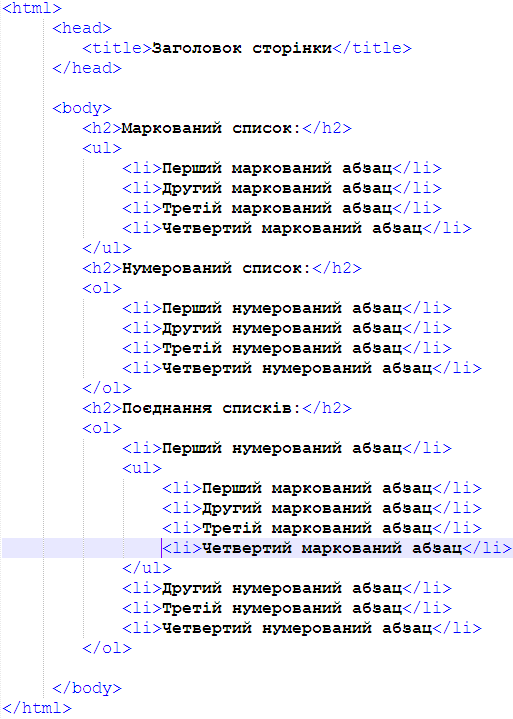 <html>
<head>
<title>Заголовок сторінки</title>
</head>
<body>
<h2>Маркований список:</h2>
<ul>
<li>Перший маркований абзац</li>
<li>Другий маркований абзац</li>
<li>Третій маркований абзац</li>
<li>Четвертий маркований абзац</li>
</ul>
<h2>Нумерований список:</h2>
<ol>
<li>Перший нумерований абзац</li>
<li>Другий нумерований абзац</li>
<li>Третій нумерований абзац</li>
<li>Четвертий нумерований абзац</li>
</ol>
<h2>Поєднання списків:</h2>
<ol>
<li>Перший нумерований абзац</li>
<ul>
<li>Перший маркований абзац</li>
<li>Другий маркований абзац</li>
<li>Третій маркований абзац</li>
<li>Четвертий маркований абзац</li>
</ul>
<li>Другий нумерований абзац</li>
<li>Третій нумерований абзац</li>
<li>Четвертий нумерований абзац</li>
</ol>
</body>
</html>